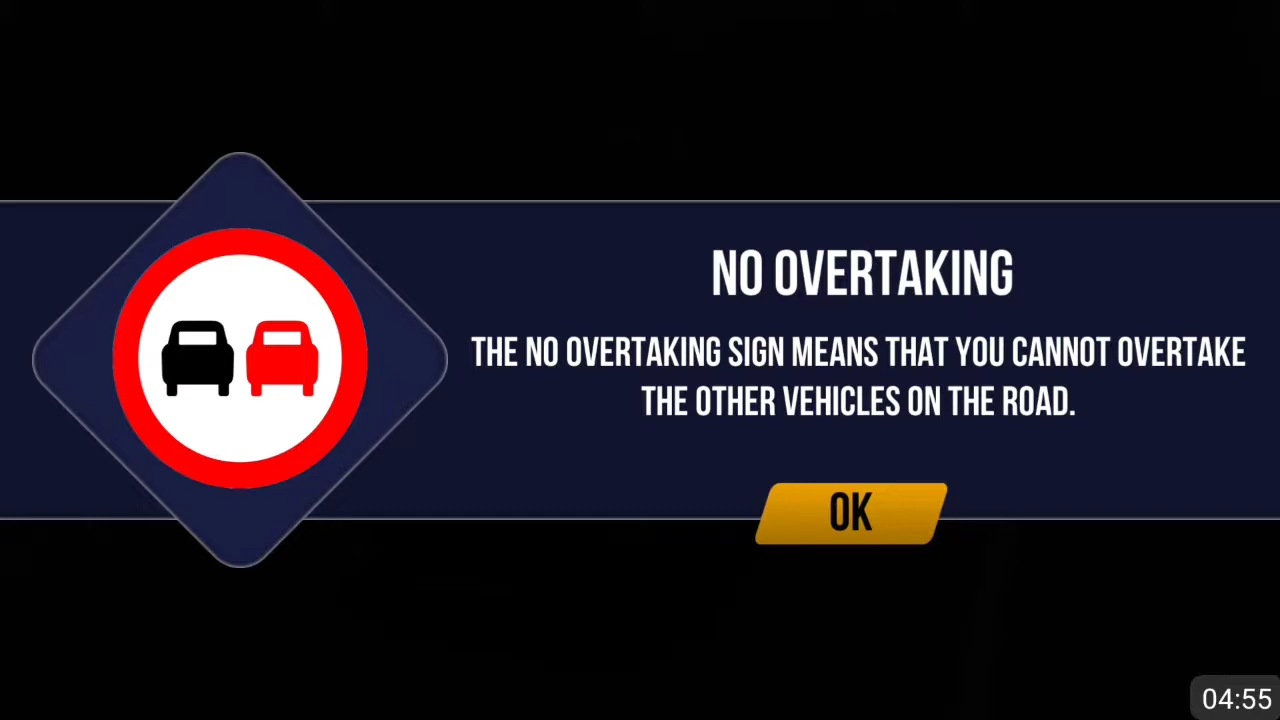 NO OVERTAKING
THE NO OVERTAKING SIGN MEANS THAT YOU CANNOT OVERTAKE
THE OTHER VEHICLES ON THE ROAD.
OK
04:55